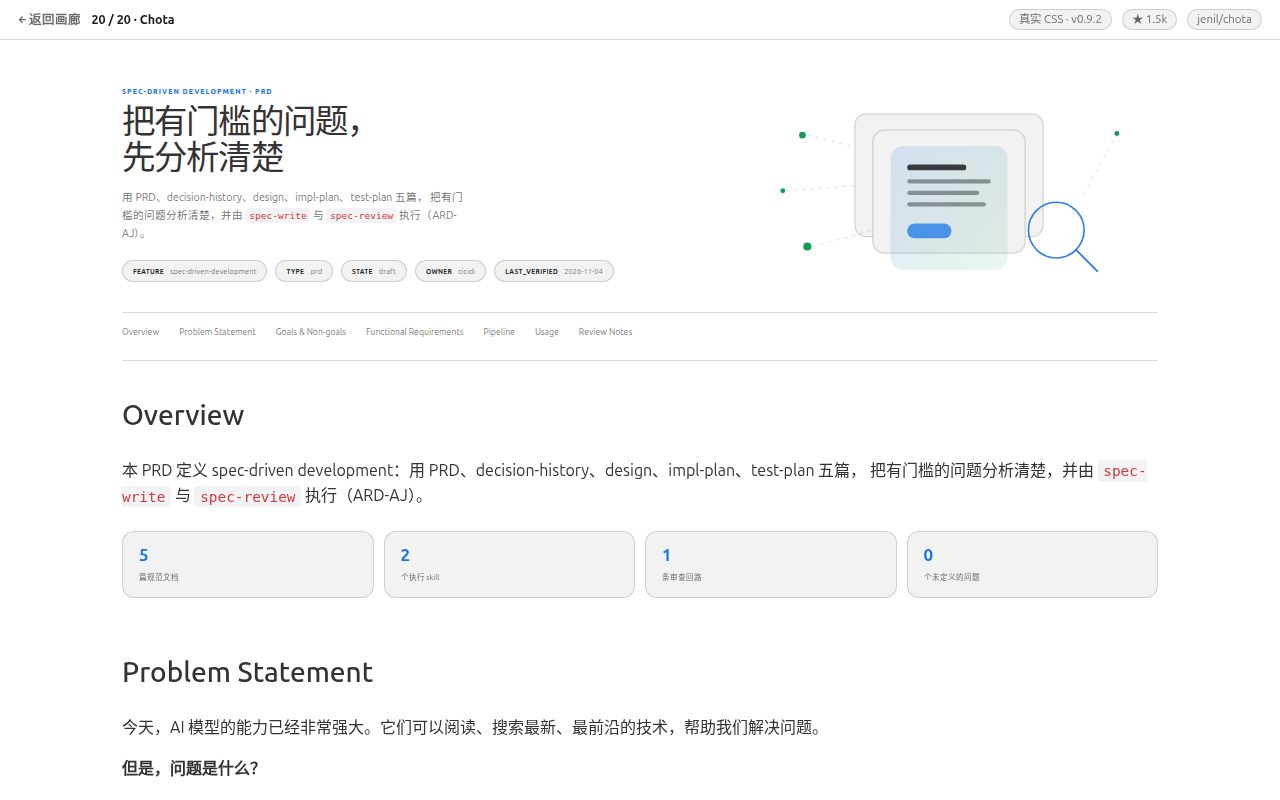 ← 返回画廊 20 / 20 · Chota 真实 CSS · v0.9.2 ★ 1.5k jenil/chota
SPEC-DRIVEN DEVELOPMENT · PRD
把有门槛的问题，
先分析清楚
用 PRD、decision-history、design、impl-plan、test-plan 五篇， 把有门
槛的问题分析清楚，并由 spec-write 与 spec-review 执行（ARD-
AJ）。
FEATURE spec-driven-development TYPE prd STATE draft OWNER cicidi LAST_VERIFIED 2026-11-04
Overview Problem Statement Goals & Non-goals Functional Requirements Pipeline Usage Review Notes
Overview
本 PRD 定义 spec-driven development：用 PRD、decision-history、design、impl-plan、test-plan 五篇， 把有门槛的问题分析清楚，并由 spec-
write 与 spec-review 执行（ARD-AJ）。
5 2 1 0
篇规范文档 个执行 skill 条审查回路 个未定义的问题
Problem Statement
今天，AI 模型的能力已经非常强大。它们可以阅读、搜索最新、最前沿的技术，帮助我们解决问题。
但是，问题是什么？